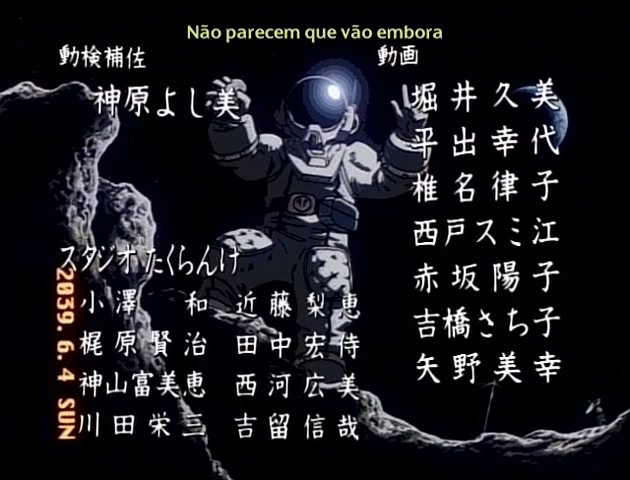 Não parecem que vão embora
動検補佐
神原よし美
動画
堀井久美
平出幸代
椎名律子
西戸スミ江
赤坂陽子
吉橋さち子
矢野美幸
スタジオたくらんけ
小澤 和 近藤梨恵
梶原賢治 田中宏侍
神山富美恵 西河広美
川田栄三 吉留信哉
2039. 6. 4 SUN